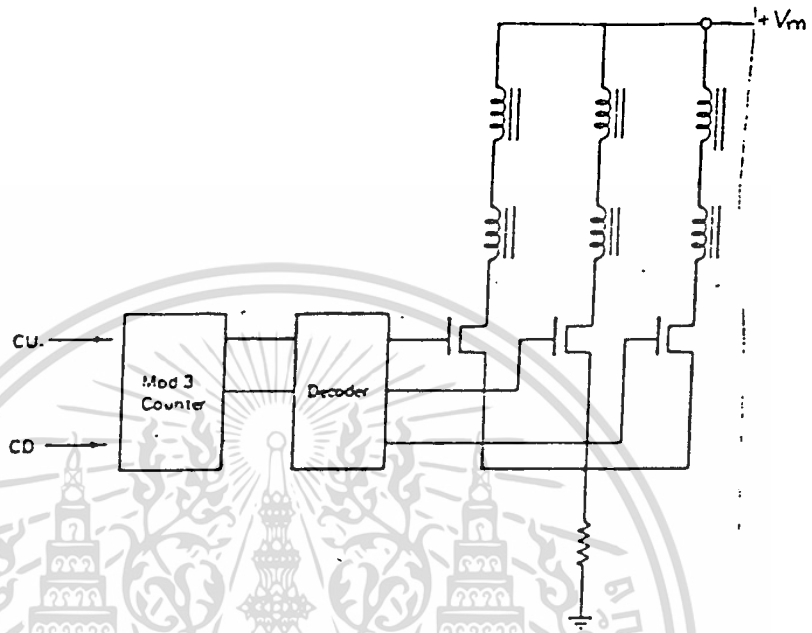 + Vm
CU.
Mod 3
Counter
Decoder
CD